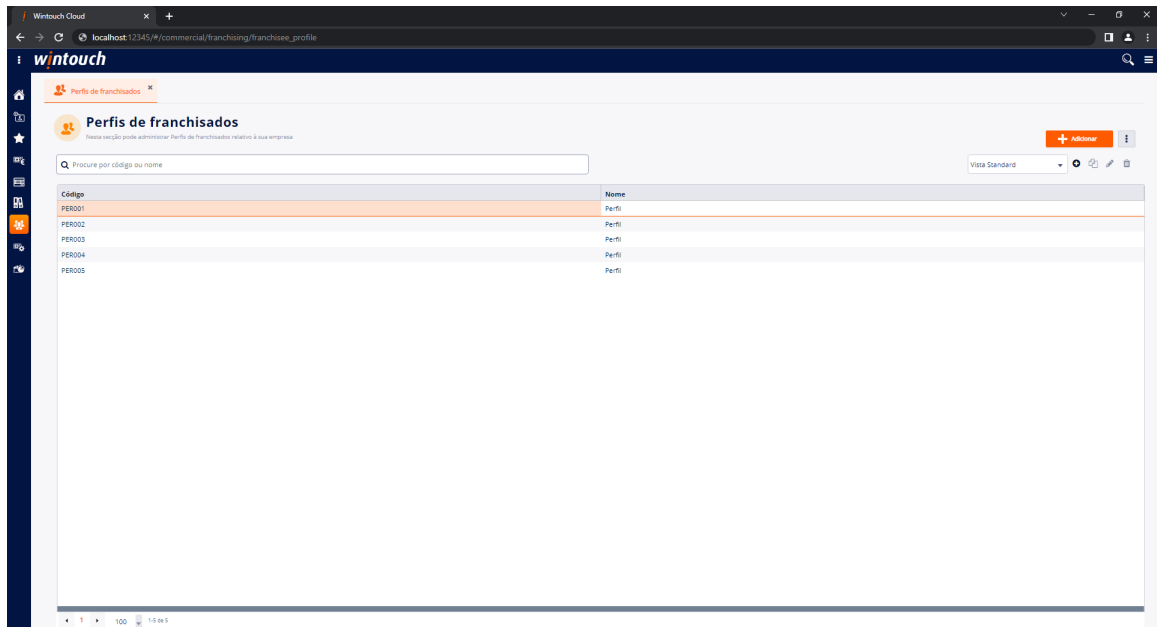 Wintouch Cloud
localhost:12345/#/commercial/franchising/franchisee_profile
wintouch
Perfis de franchisados
Perfis de franchisados
Nesta secção pode administrar Perfis de franchisados relativo à sua empresa
Adicionar
Procure por código ou nome
Vista Standard
Código Nome
PER001 Perfil
PER002 Perfil
PER003 Perfil
PER004 Perfil
PER005 Perfil
1 100 1-5 de 5